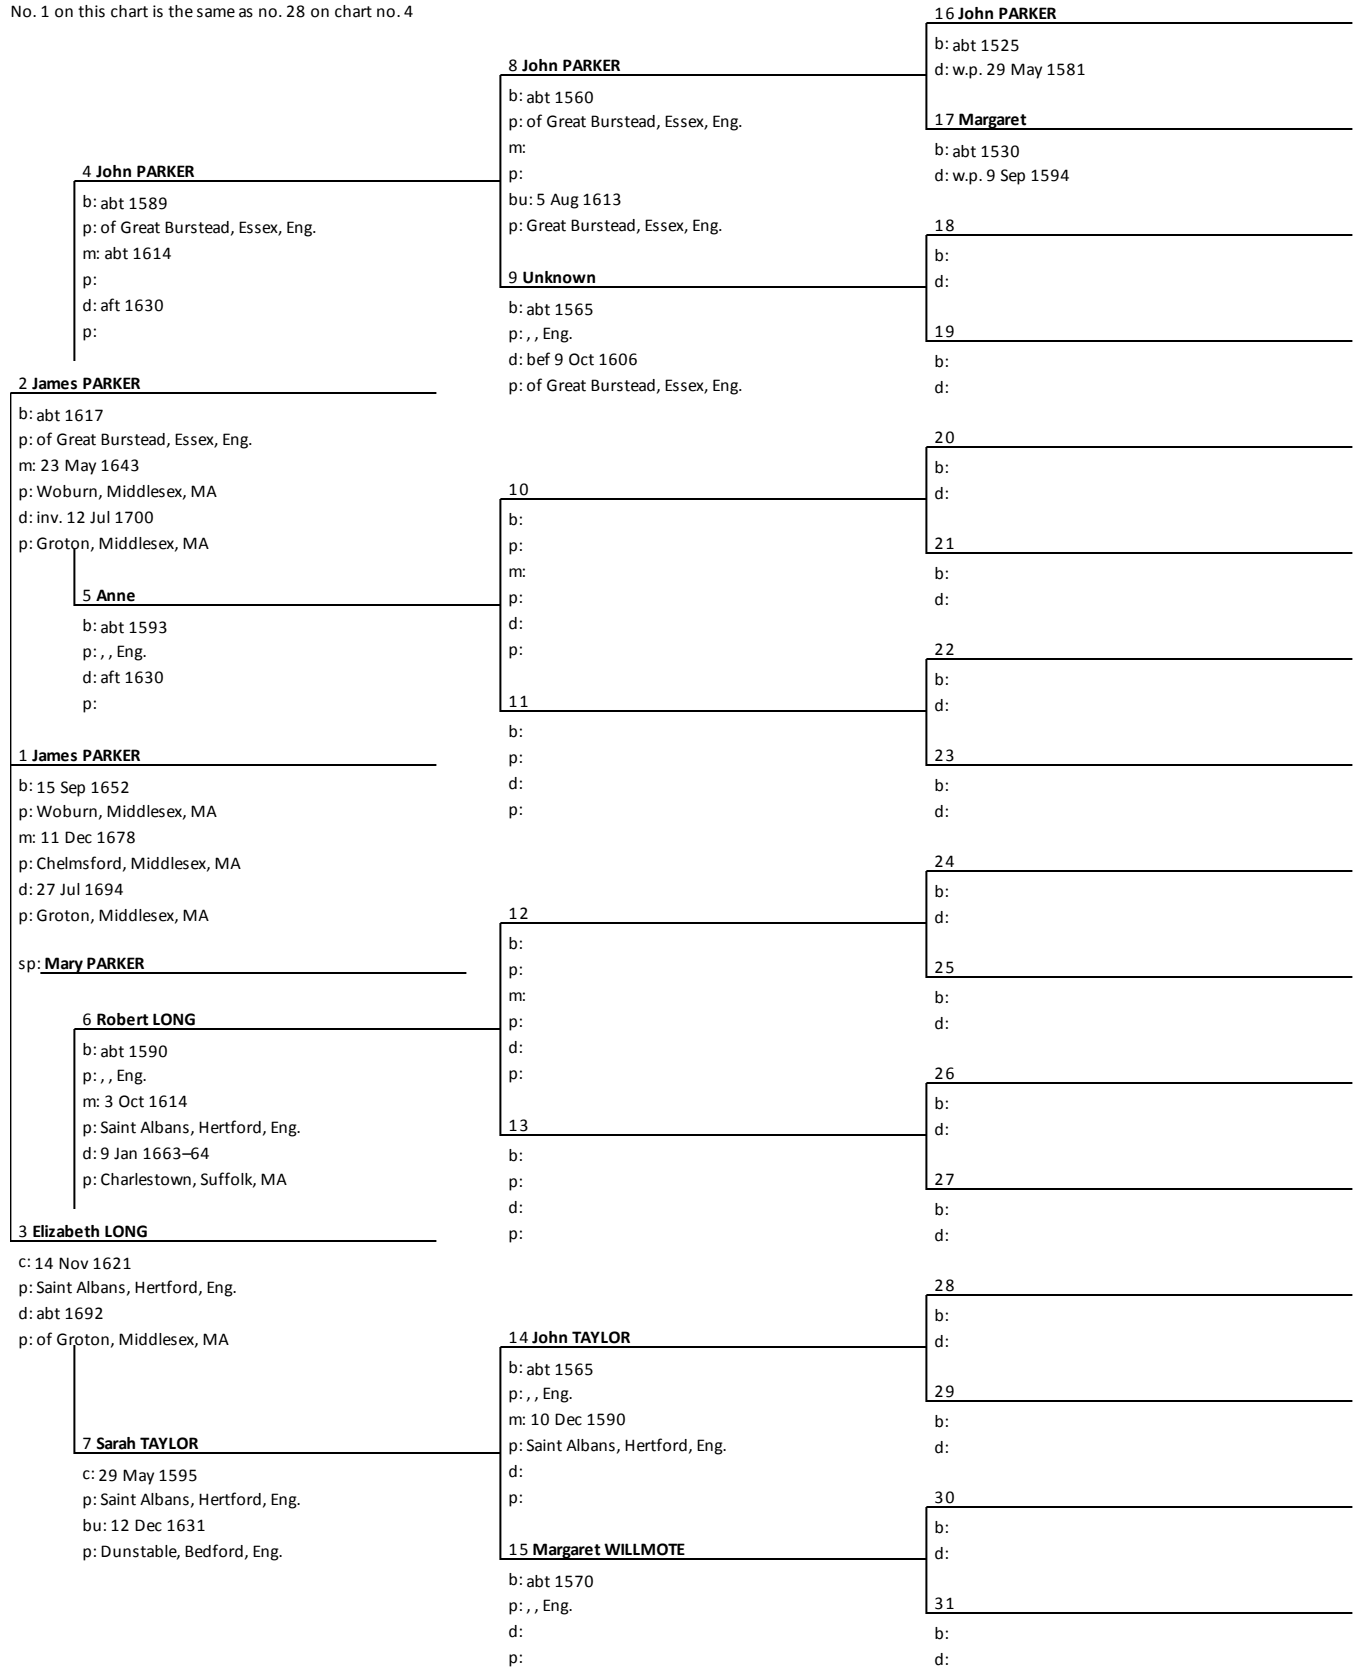 No. 1 on this chart is the same as no. 28 on chart no. 4
16 John PARKER
b: abt 1525
d: w.p. 29 May 1581
8 John PARKER
b: abt 1560
p: of Great Burstead, Essex, Eng.
m:
p:
bu: 5 Aug 1613
p: Great Burstead, Essex, Eng.
17 Margaret
b: abt 1530
d: w.p. 9 Sep 1594
4 John PARKER
b: abt 1589
p: of Great Burstead, Essex, Eng.
m: abt 1614
p:
d: aft 1630
p:
18
b:
d:
9 Unknown
b: abt 1565
p: , , Eng.
d: bef 9 Oct 1606
p: of Great Burstead, Essex, Eng.
19
b:
d:
2 James PARKER
b: abt 1617
p: of Great Burstead, Essex, Eng.
m: 23 May 1643
p: Woburn, Middlesex, MA
d: inv. 12 Jul 1700
p: Groton, Middlesex, MA
20
b:
d:
10
b:
p:
m:
p:
d:
p:
21
b:
d:
5 Anne
b: abt 1593
p: , , Eng.
d: aft 1630
p:
22
b:
d:
11
b:
p:
d:
p:
23
b:
d:
1 James PARKER
b: 15 Sep 1652
p: Woburn, Middlesex, MA
m: 11 Dec 1678
p: Chelmsford, Middlesex, MA
d: 27 Jul 1694
p: Groton, Middlesex, MA
sp: Mary PARKER
24
b:
d:
12
b:
p:
m:
p:
d:
p:
25
b:
d:
6 Robert LONG
b: abt 1590
p: , , Eng.
m: 3 Oct 1614
p: Saint Albans, Hertford, Eng.
d: 9 Jan 1663–64
p: Charlestown, Suffolk, MA
26
b:
d:
13
b:
p:
d:
p:
27
b:
d:
3 Elizabeth LONG
c: 14 Nov 1621
p: Saint Albans, Hertford, Eng.
d: abt 1692
p: of Groton, Middlesex, MA
28
b:
d:
14 John TAYLOR
b: abt 1565
p: , , Eng.
m: 10 Dec 1590
p: Saint Albans, Hertford, Eng.
d:
p:
29
b:
d:
7 Sarah TAYLOR
c: 29 May 1595
p: Saint Albans, Hertford, Eng.
bu: 12 Dec 1631
p: Dunstable, Bedford, Eng.
30
b:
d:
15 Margaret WILLMOTE
b: abt 1570
p: , , Eng.
d:
p:
31
b:
d: